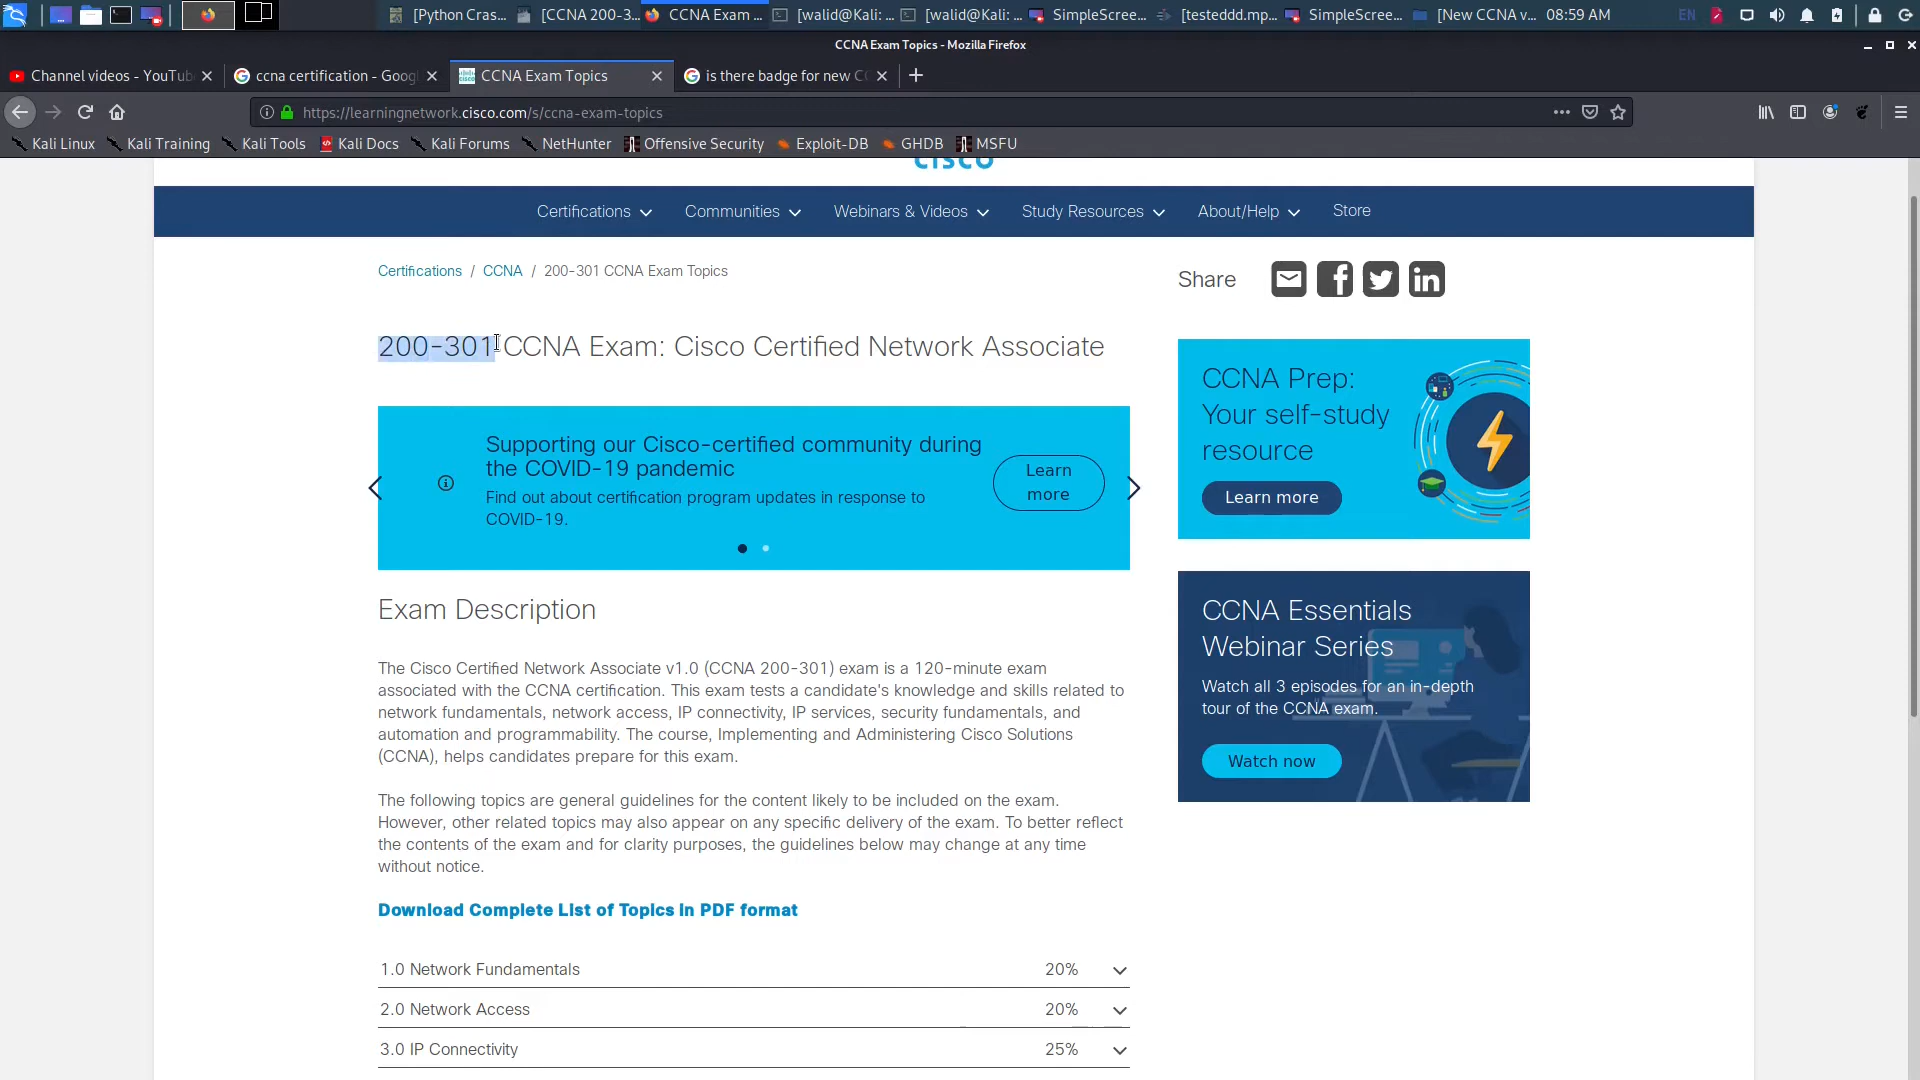 [Python Cras... [CCNA 200-3... CCNA Exam ... [walid@Kali: ... [walid@Kali: ... SimpleScree... [testeddd.mp... SimpleScree... [New CCNA v... 08:59 AM EN
CCNA Exam Topics - Mozilla Firefox
Channel videos - YouTub ccna certification - Goog CCNA Exam Topics is there badge for new CC
https://learningnetwork.cisco.com/s/ccna-exam-topics
Kali Linux Kali Training Kali Tools Kali Docs Kali Forums NetHunter Offensive Security Exploit-DB GHDB MSFU
cisco
Certifications Communities Webinars & Videos Study Resources About/Help Store
Certifications / CCNA / 200-301 CCNA Exam Topics
Share
200-301 CCNA Exam: Cisco Certified Network Associate
Supporting our Cisco-certified community during
the COVID-19 pandemic
Find out about certification program updates in response to
COVID-19.
Learn
more
CCNA Prep:
Your self-study
resource
Learn more
Exam Description
The Cisco Certified Network Associate v1.0 (CCNA 200-301) exam is a 120-minute exam
associated with the CCNA certification. This exam tests a candidate's knowledge and skills related to
network fundamentals, network access, IP connectivity, IP services, security fundamentals, and
automation and programmability. The course, Implementing and Administering Cisco Solutions
(CCNA), helps candidates prepare for this exam.
The following topics are general guidelines for the content likely to be included on the exam.
However, other related topics may also appear on any specific delivery of the exam. To better reflect
the contents of the exam and for clarity purposes, the guidelines below may change at any time
without notice.
CCNA Essentials
Webinar Series
Watch all 3 episodes for an in-depth
tour of the CCNA exam.
Watch now
Download Complete List of Topics in PDF format
1.0 Network Fundamentals 20%
2.0 Network Access 20%
3.0 IP Connectivity 25%